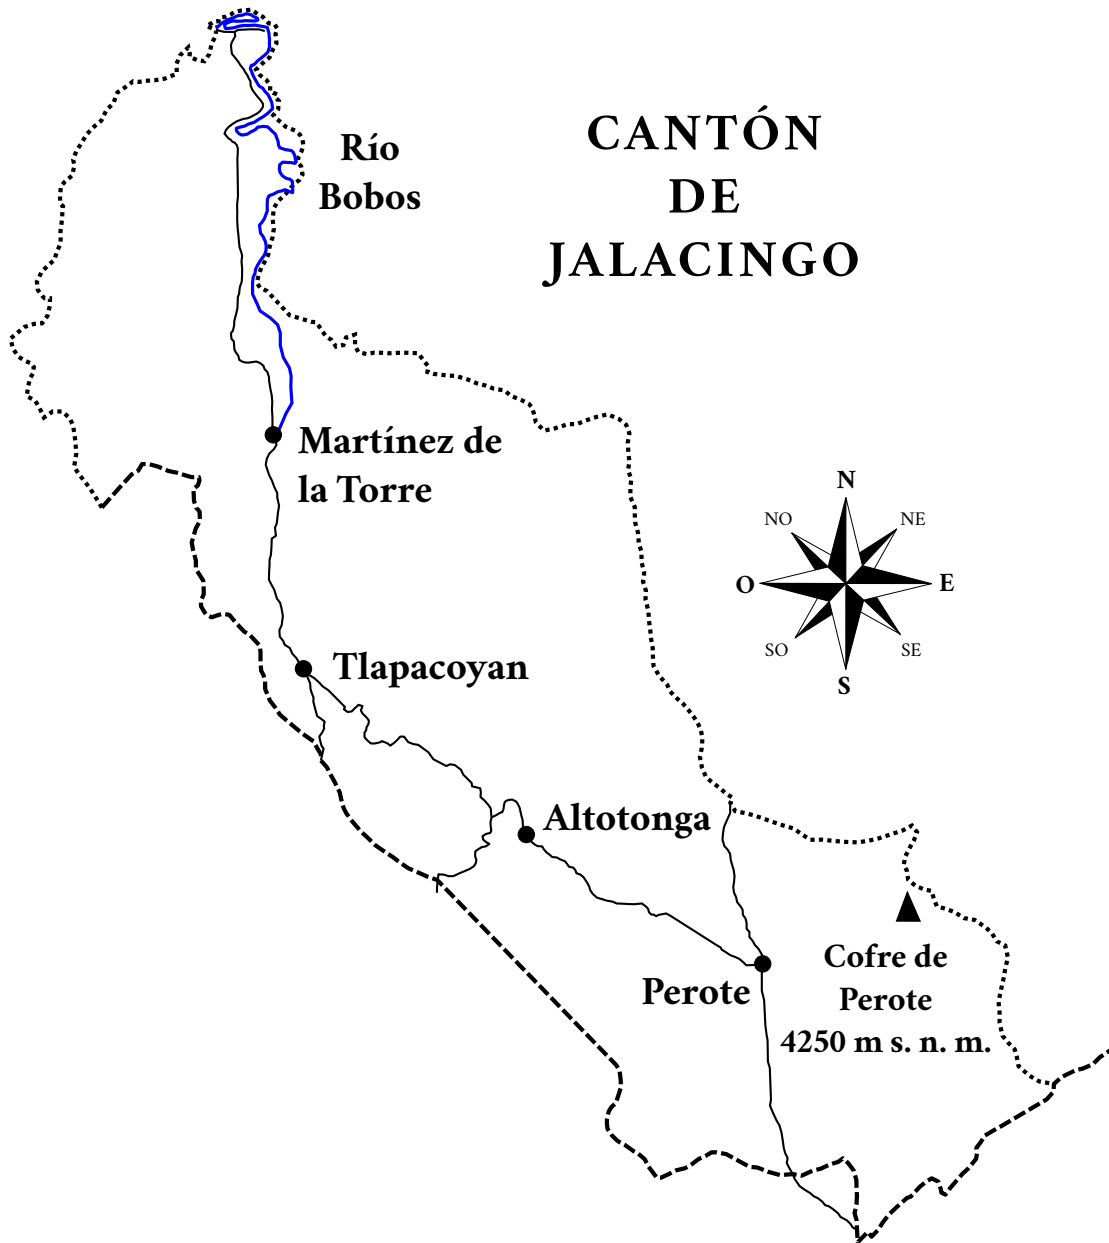 CANTÓN
DE
JALACINGO
Río
Bobos
Martínez de
la Torre
N
NO
NE
O
E
SO
SE
S
Tlapacoyan
Altotonga
Perote
Cofre de
Perote
4250 m s. n. m.